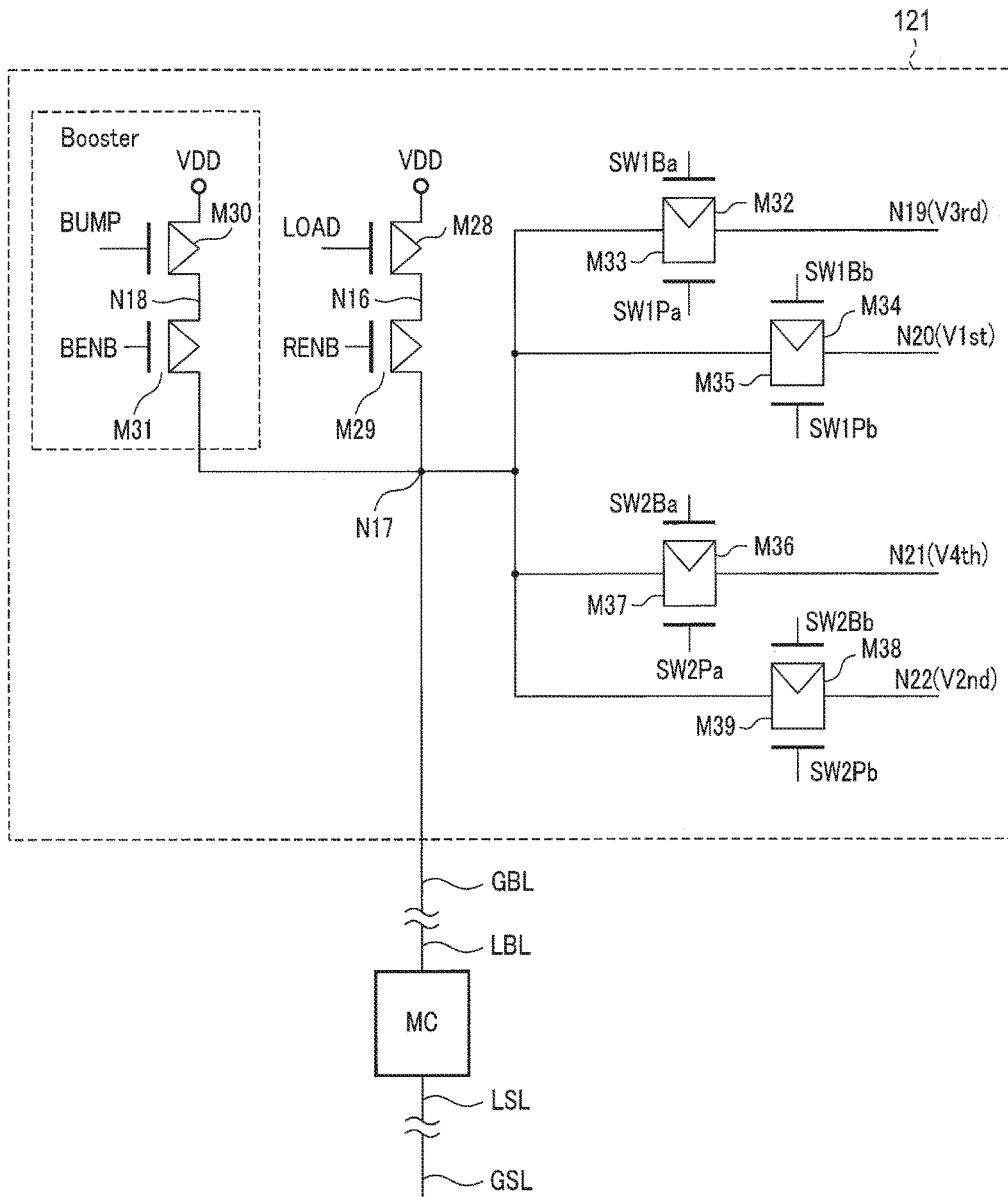 121
Booster
VDD
BUMP
M30
N18
BENB
M31
VDD
LOAD
M28
N16
RENB
M29
N17
SW1Ba
M32
N19(V3rd)
M33
SW1Pa
SW1Bb
M34
N20(V1st)
M35
SW1Pb
SW2Ba
M36
N21(V4th)
M37
SW2Pa
SW2Bb
M38
N22(V2nd)
M39
SW2Pb
GBL
LBL
MC
LSL
GSL